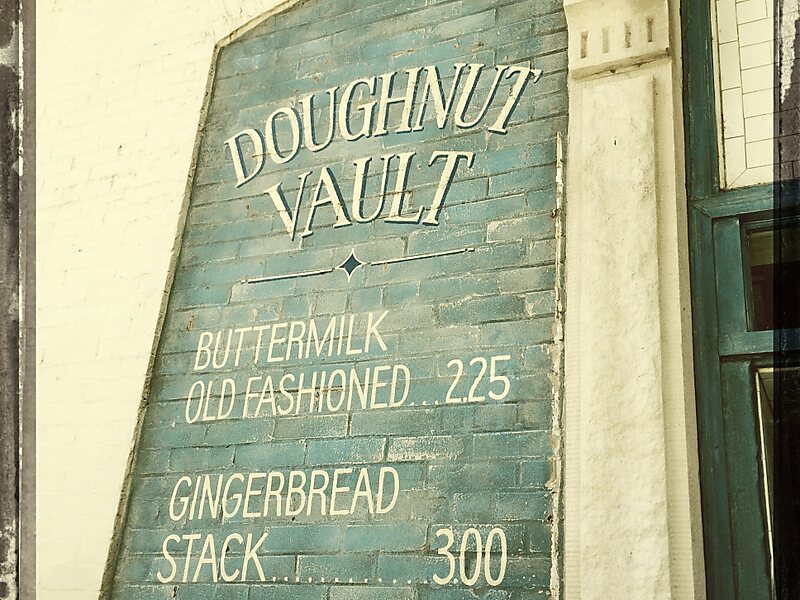 DOUGHNUT
VAULT
BUTTERMILK
OLD FASHIONED...2.25
GINGERBREAD
STACK.............3.00